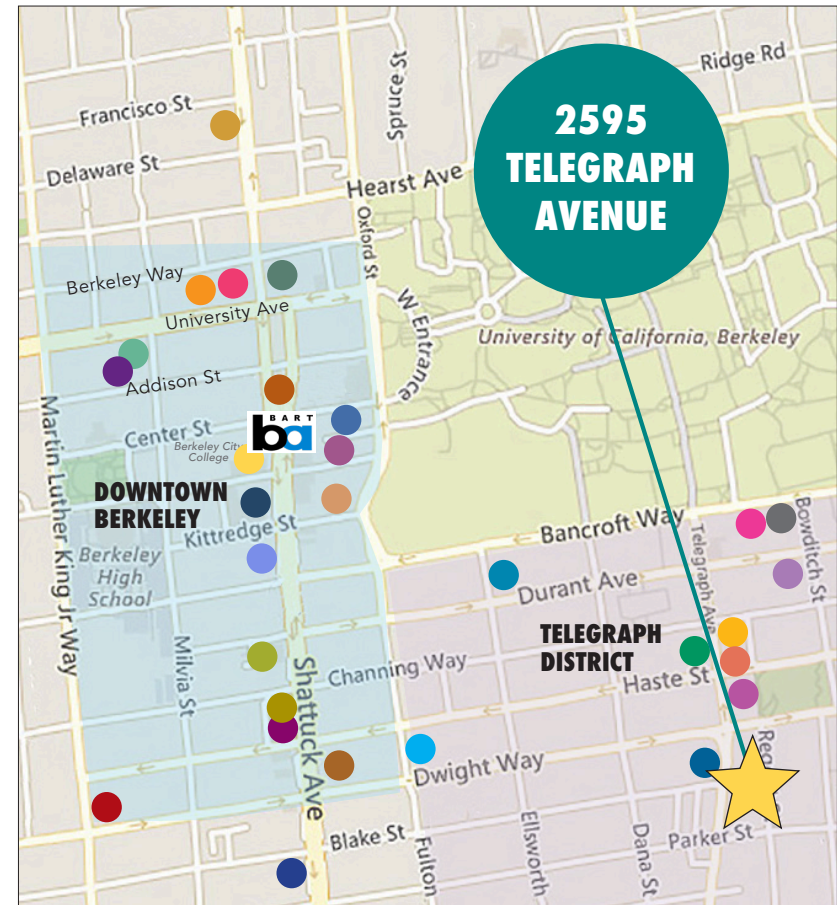 Ridge Rd
Spruce St
Francisco St
2595
TELEGRAPH
AVENUE
Delaware St
Hearst Ave
Oxford St
Berkeley Way
University Ave
W Entrance
University of California, Berkeley
Addison St
Martin Luther King Jr Way
Center St
BART
ba
Berkeley City
College
DOWNTOWN
BERKELEY
Kittredge St
Bancroft Way
Bowditch St
Telegraph Ave
Berkeley
High
School
Durant Ave
Milvia St
TELEGRAPH
DISTRICT
Channing Way
Haste St
Shattuck Ave
Dwight Way
Blake St
Fulton
Ellsworth
Dana St
Parker St